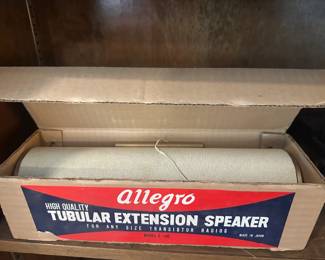 allegro
HIGH QUALITY
TUBULAR EXTENSION SPEAKER
FOR ANY SIZE TRANSISTOR RADIOS
MADE IN JAPAN